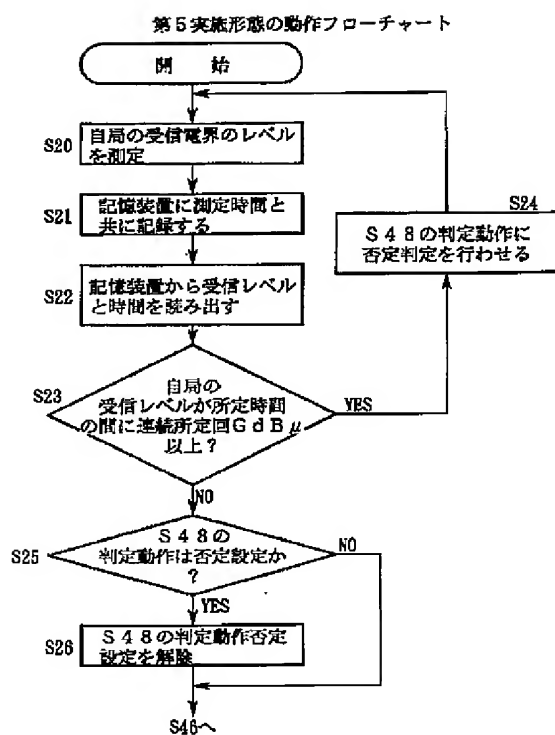 第５実施形態の動作フローチャート
開 始
S20
自局の受信電界のレベル
を測定
S21
記憶装置に測定時間と
共に記録する
S22
記憶装置から受信レベル
と時間を読み出す
S23
自局の
受信レベルが所定時間
の間に連続所定回ＧｄＢμ
以上？
YES
S24
Ｓ４８の判定動作に
否定判定を行わせる
NO
S25
Ｓ４８の
判定動作は否定設定か
？
NO
YES
S26
Ｓ４８の判定動作否定
設定を解除
S46へ